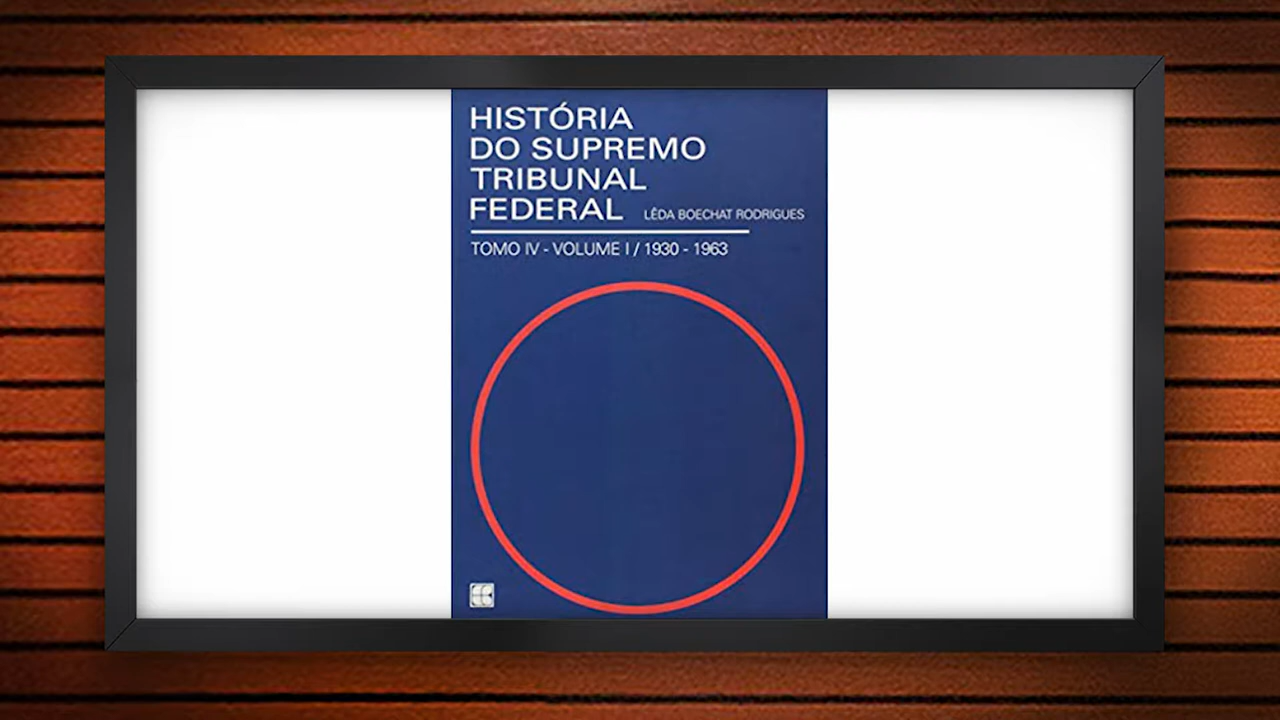 HISTÓRIA
DO SUPREMO
TRIBUNAL
FEDERAL LÊDA BOECHAT RODRIGUES
TOMO IV - VOLUME I / 1930 - 1963